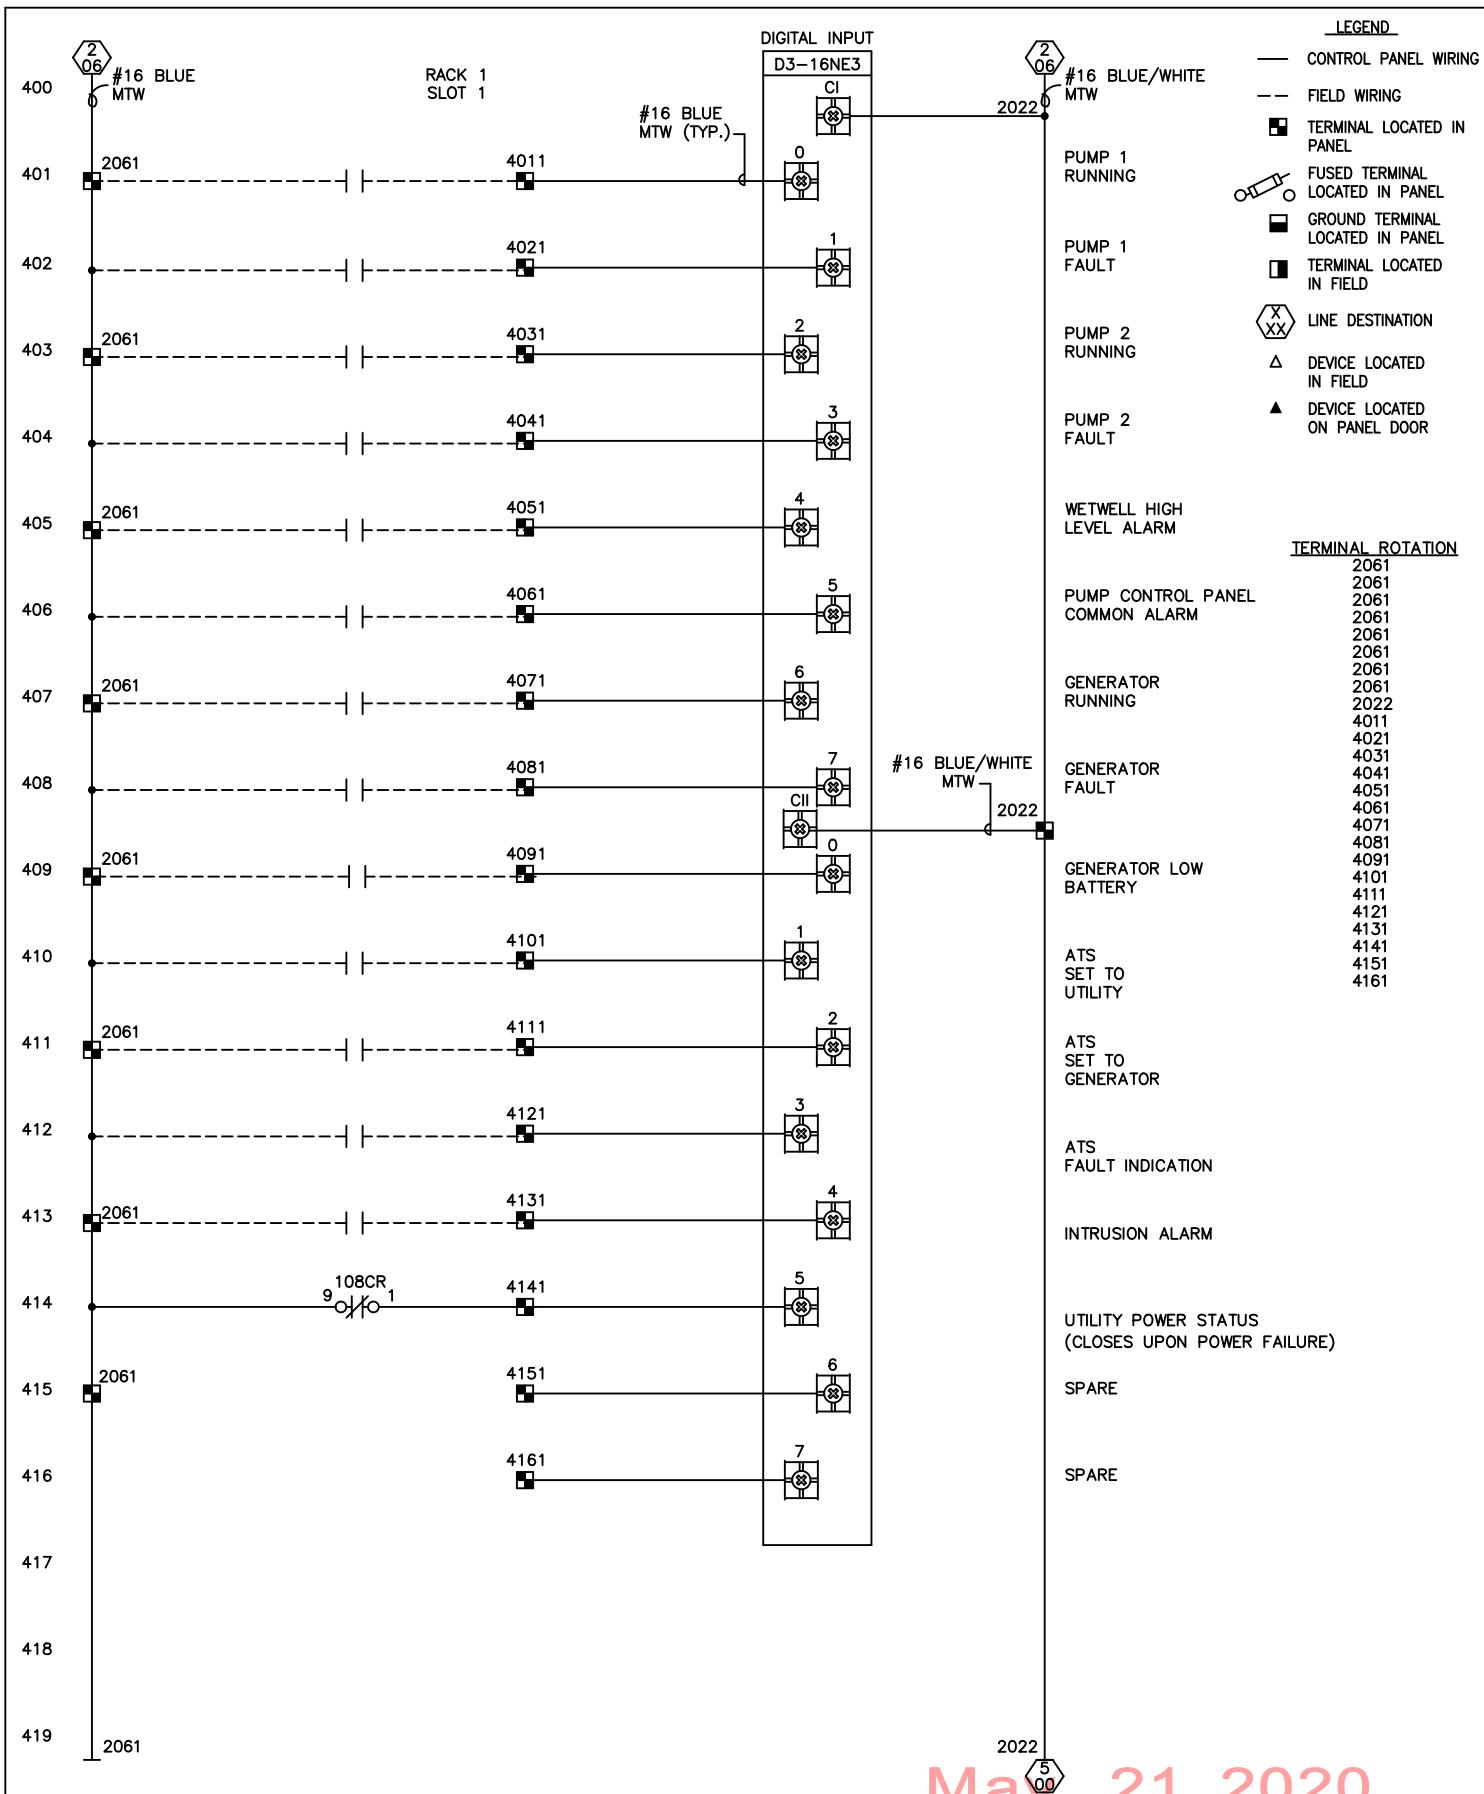 2
06
#16 BLUE
MTW
RACK 1
SLOT 1
#16 BLUE
MTW (TYP.)
DIGITAL INPUT
D3-16NE3
CI
2022
2
06
#16 BLUE/WHITE
MTW
LEGEND
CONTROL PANEL WIRING
FIELD WIRING
TERMINAL LOCATED IN
PANEL
FUSED TERMINAL
LOCATED IN PANEL
GROUND TERMINAL
LOCATED IN PANEL
TERMINAL LOCATED
IN FIELD
X
XX
LINE DESTINATION
DEVICE LOCATED
IN FIELD
DEVICE LOCATED
ON PANEL DOOR
TERMINAL ROTATION
2061
2061
2061
2061
2061
2061
2061
2061
2022
4011
4021
4031
4041
4051
4061
4071
4081
4091
4101
4111
4121
4131
4141
4151
4161
400
401 2061 4011 0
PUMP 1
RUNNING
402 4021 1
PUMP 1
FAULT
403 2061 4031 2
PUMP 2
RUNNING
404 4041 3
PUMP 2
FAULT
405 2061 4051 4
WETWELL HIGH
LEVEL ALARM
406 4061 5
PUMP CONTROL PANEL
COMMON ALARM
407 2061 4071 6
GENERATOR
RUNNING
408 4081 7
GENERATOR
FAULT
#16 BLUE/WHITE
MTW
CII 2022
409 2061 4091 0
GENERATOR LOW
BATTERY
410 4101 1
ATS
SET TO
UTILITY
411 2061 4111 2
ATS
SET TO
GENERATOR
412 4121 3
ATS
FAULT INDICATION
413 2061 4131 4
INTRUSION ALARM
414 9 108CR 1 4141 5
UTILITY POWER STATUS
(CLOSES UPON POWER FAILURE)
415 2061 4151 6
SPARE
416 4161 7
SPARE
417
418
419 2061
2022
5
00
May 21 2020